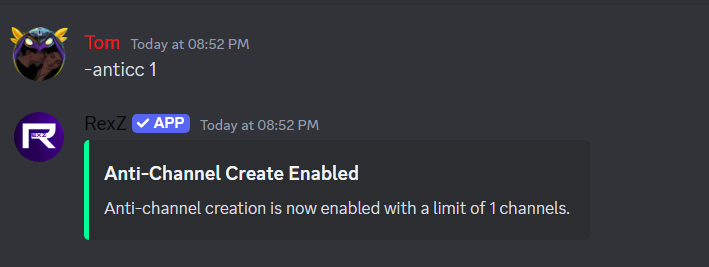 Tom Today at 08:52 PM
-anticc 1
RexZ ✓ APP Today at 08:52 PM
Anti-Channel Create Enabled
Anti-channel creation is now enabled with a limit of 1 channels.